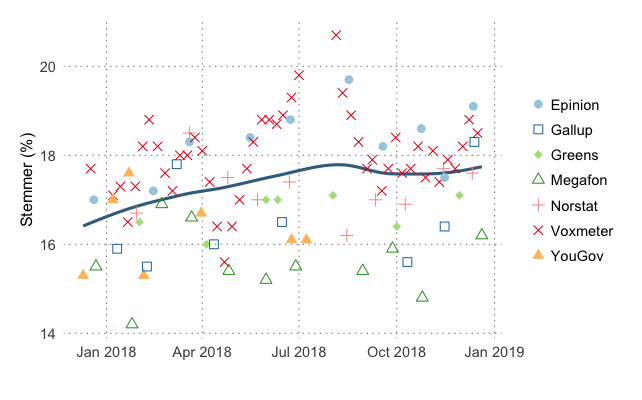 Stemmer (%)
20
18
16
14
Jan 2018
Apr 2018
Jul 2018
Oct 2018
Jan 2019
Epinion
Gallup
Greens
Megafon
Norstat
Voxmeter
YouGov